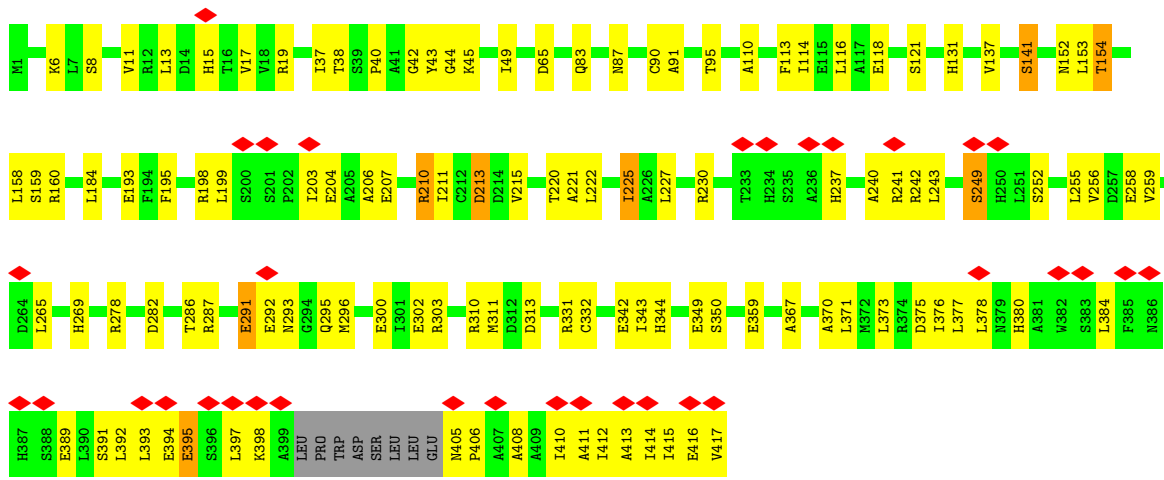 M1 K6 L7 S8 V11 R12 L13 D14 H15 T16 V17 V18 R19 I37 T38 S39 P40 A41 G42 Y43 G44 K45 I49 D65 Q83 N87 C90 A91 T95 A110 F113 I114 E115 L116 A117 E118 S121 H131 V137 S141 N152 L153 T154
L158 S159 R160 L184 E193 F194 F195 R198 L199 S200 S201 P202 I203 E204 A205 A206 E207 R210 I211 C212 D213 D214 V215 T220 A221 L222 I225 A226 L227 R230 T233 H234 S235 A236 H237 A240 R241 R242 L243 S249 H250 L251 S252 L255 V256 D257 E258 V259
D264 L265 H269 R278 D282 T286 R287 E291 E292 N293 G294 Q295 M296 E300 I301 E302 R303 R310 M311 D312 D313 R331 C332 E342 I343 H344 E349 S350 E359 A367 A370 L371 M372 L373 R374 D375 I376 L377 L378 N379 H380 A381 W382 S383 L384 F385 N386
H387 S388 E389 L390 S391 L392 L393 E394 E395 S396 L397 K398 A399 LEU PRO TRP ASP SER LEU LEU GLU N405 P406 A407 A408 A409 I410 A411 I412 A413 I414 I415 E416 V417